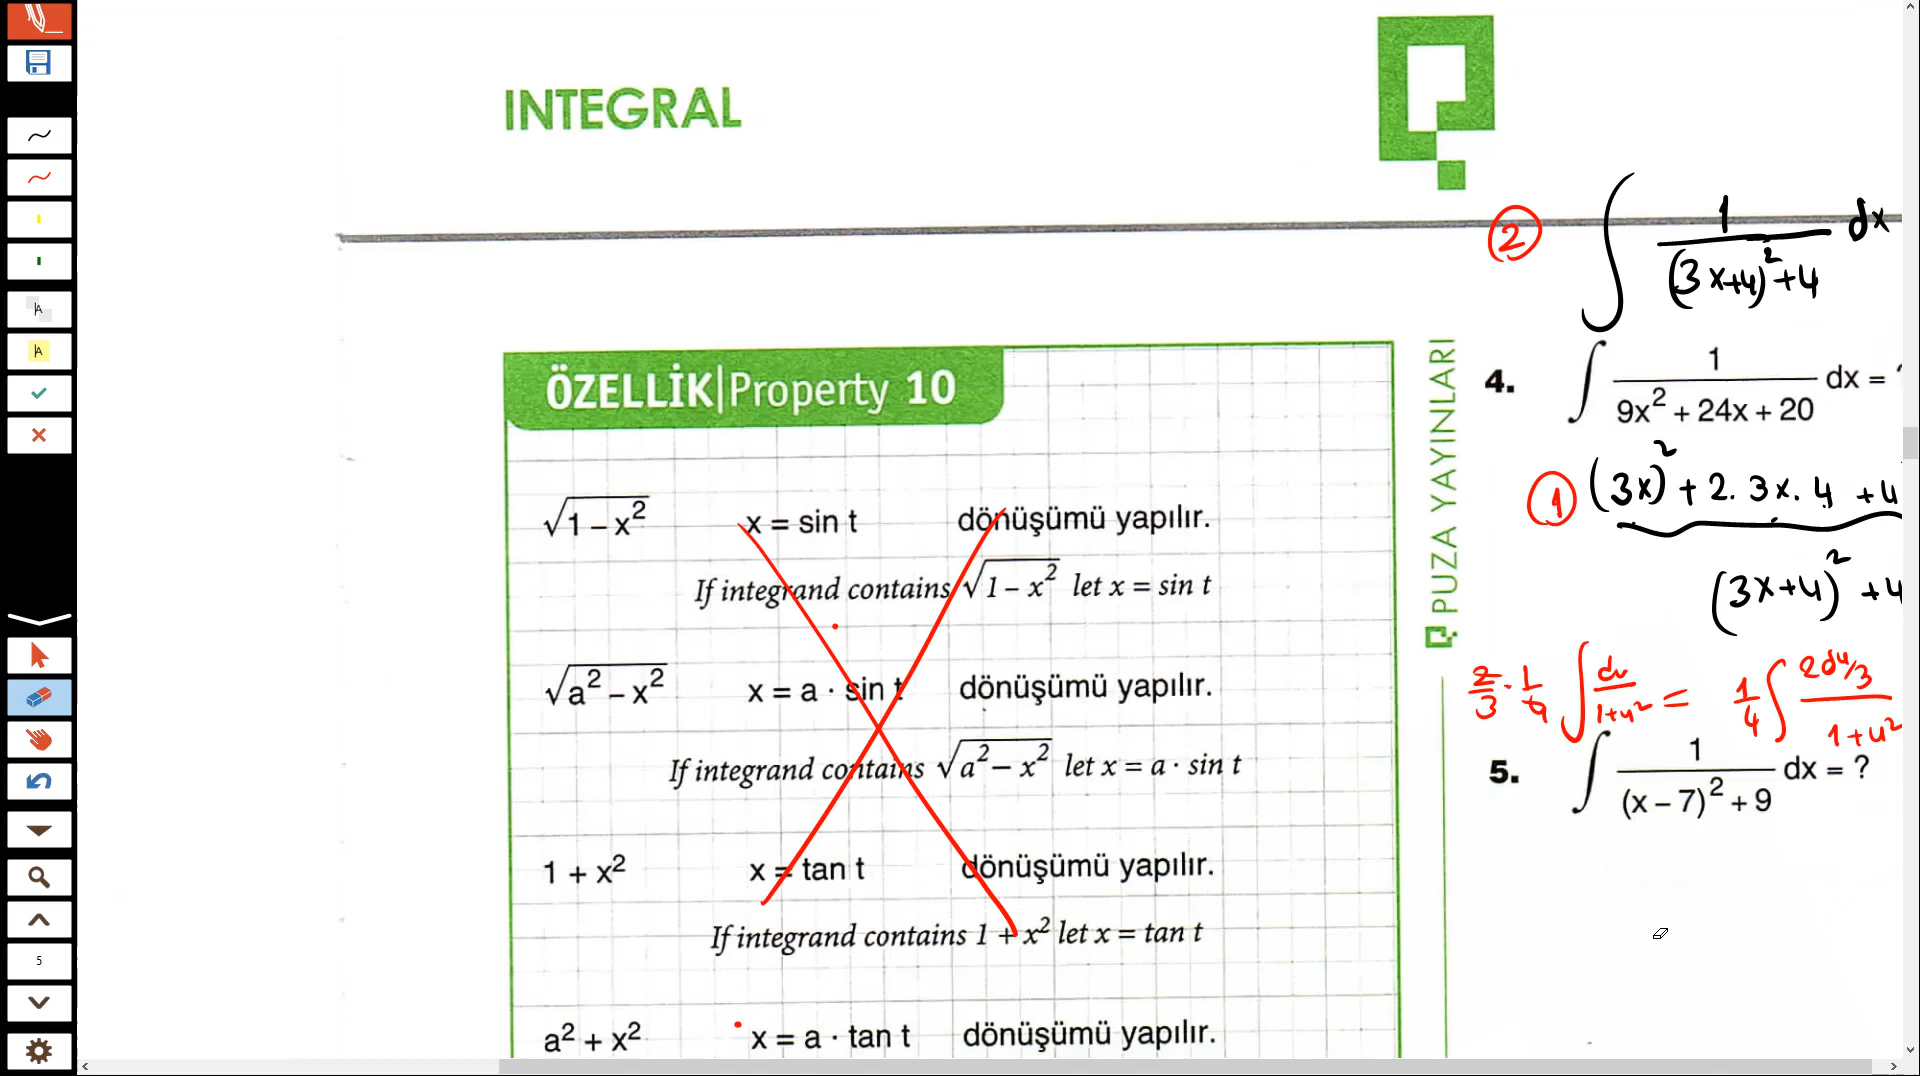 INTEGRAL
ÖZELLİK|Property 10
√(1 – x²) x = sin t dönüşümü yapılır.
If integrand contains √(1 – x²) let x = sin t
√(a² – x²) x = a · sin t dönüşümü yapılır.
If integrand contains √(a² – x²) let x = a · sin t
1 + x² x = tan t dönüşümü yapılır.
If integrand contains 1 + x² let x = tan t
a² + x² x = a · tan t dönüşümü yapılır.
PUZA YAYINLARI
2 ∫ 1/((3x+4)²+4) dx
4. ∫ 1/(9x² + 24x + 20) dx = ?
1 (3x)² + 2. 3x. 4 + 4
(3x+4)² + 4
2/3 · 1/4 ∫ du/(1+u²) = 1/4 ∫ (2du/3)/(1+u²)
5. ∫ 1/((x – 7)² + 9) dx = ?
A
A
5